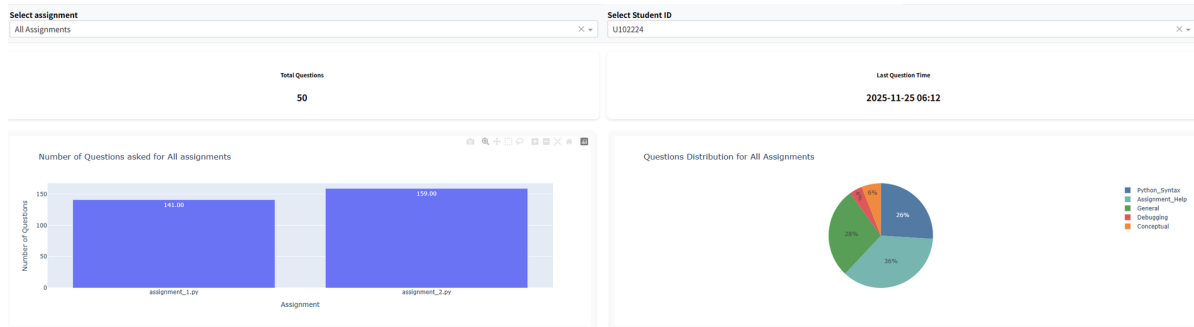 Select assignment
All Assignments
Select Student ID
U102224
Total Questions
50
Last Question Time
2025-11-25 06:12
Number of Questions asked for All assignments
Number of Questions
150
100
50
0
141.00
159.00
assignment_1.py
assignment_2.py
Assignment
Questions Distribution for All Assignments
6%
26%
28%
36%
Python_Syntax
Assignment_Help
General
Debugging
Conceptual